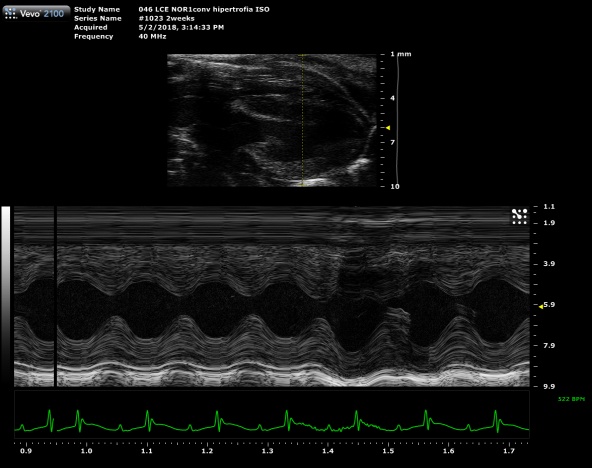 Vevo 2100
Study Name 046 LCE NOR1conv hipertrofia ISO
Series Name #1023 2weeks
Acquired 5/2/2018, 3:14:33 PM
Frequency 40 MHz
1 mm
4
7
10
1.1
1.9
3.9
5.9
7.9
9.9
522 BPM
0.9 1.0 1.1 1.2 1.3 1.4 1.5 1.6 1.7